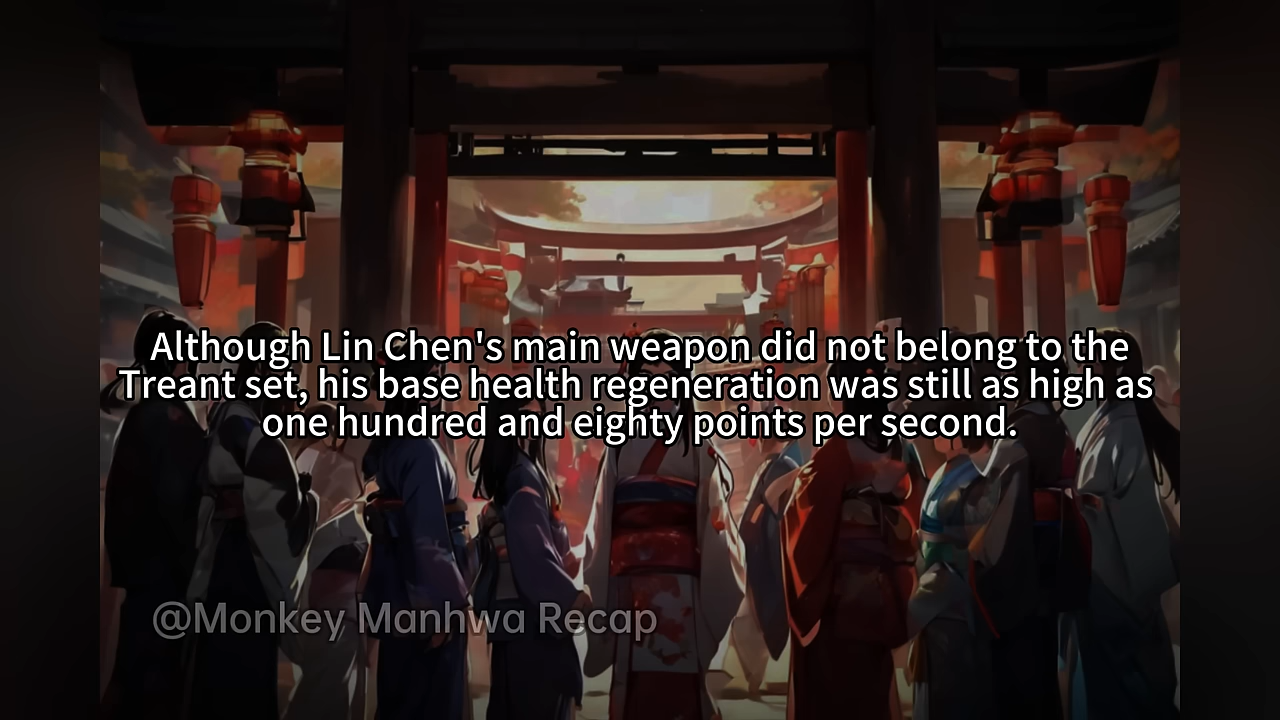 Although Lin Chen's main weapon did not belong to the
Treant set, his base health regeneration was still as high as
one hundred and eighty points per second.
@Monkey Manhwa Recap